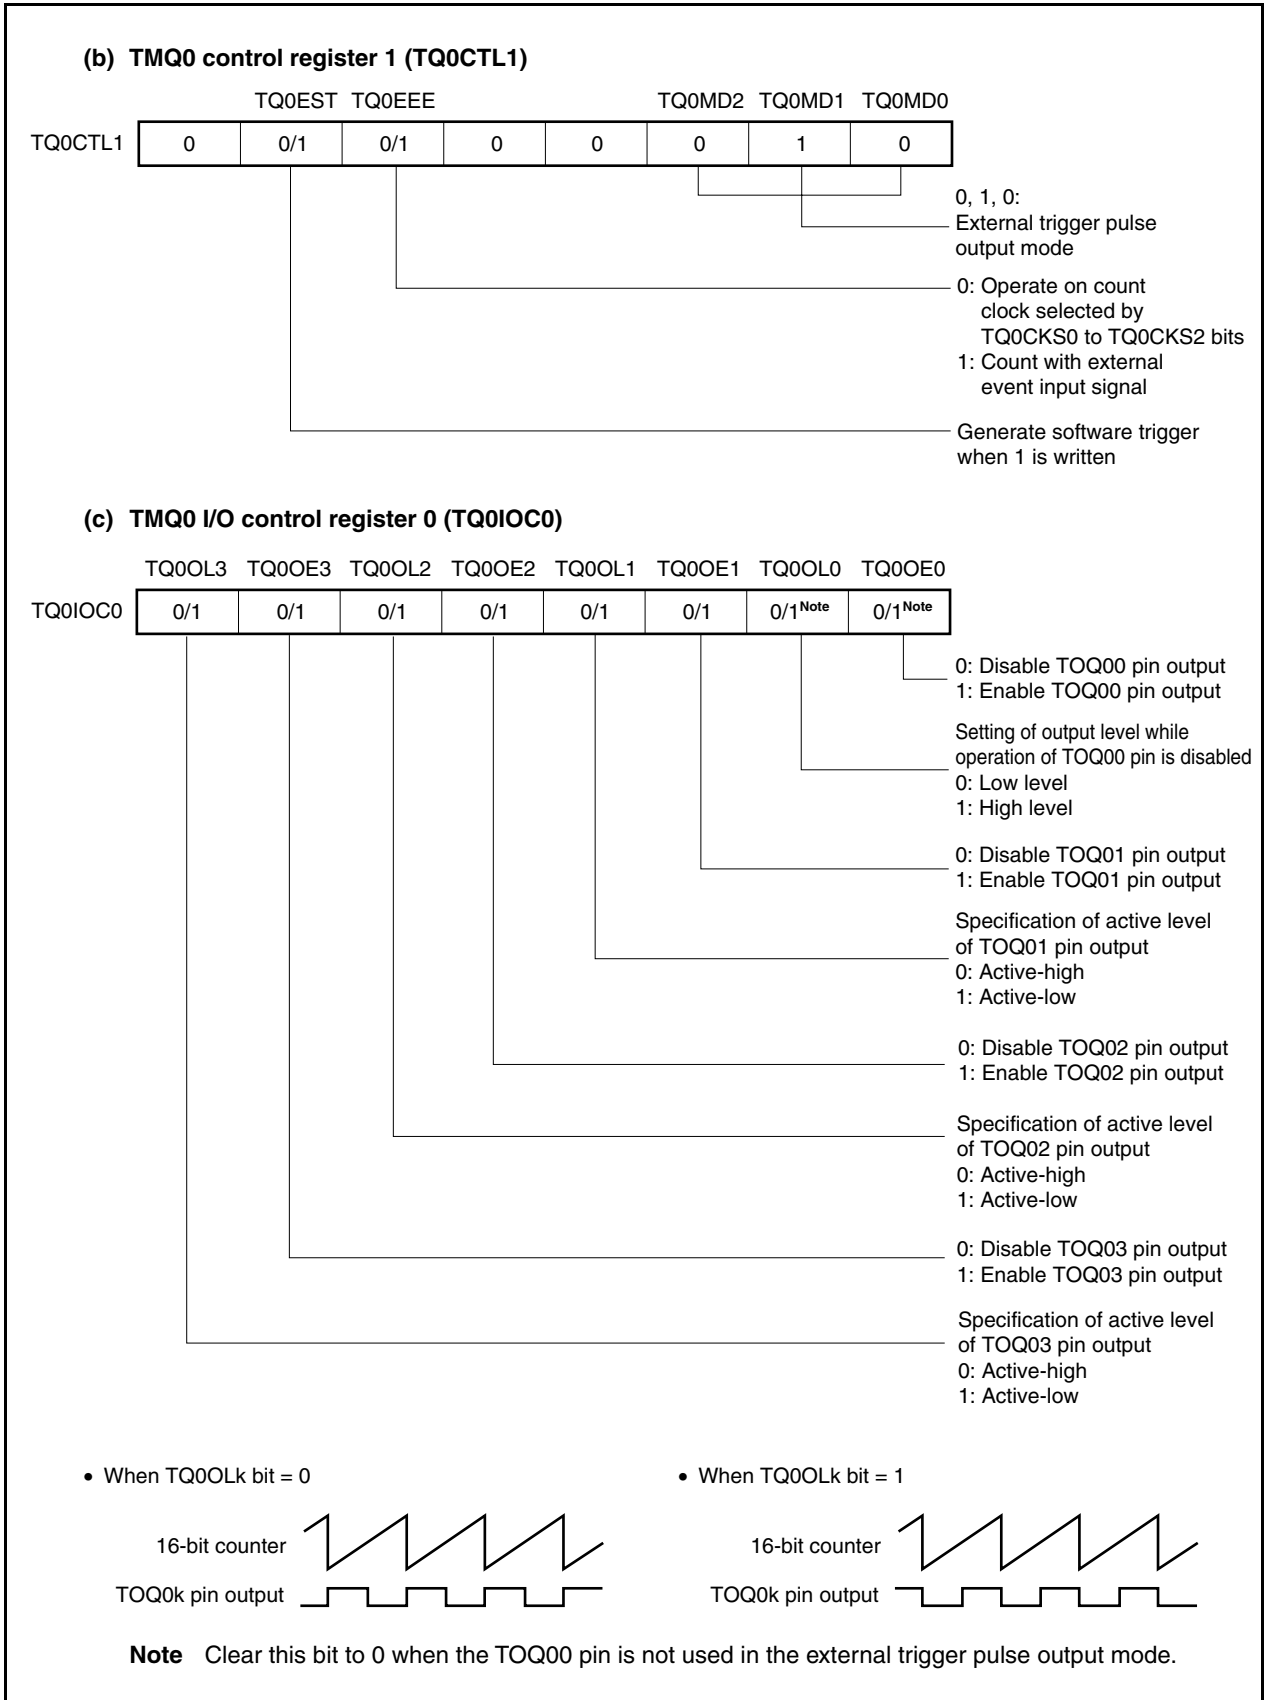 (b) TMQ0 control register 1 (TQ0CTL1)
TQ0EST TQ0EEE TQ0MD2 TQ0MD1 TQ0MD0
TQ0CTL1 0 0/1 0/1 0 0 0 1 0
0, 1, 0:
External trigger pulse
output mode
0: Operate on count
clock selected by
TQ0CKS0 to TQ0CKS2 bits
1: Count with external
event input signal
Generate software trigger
when 1 is written
(c) TMQ0 I/O control register 0 (TQ0IOC0)
TQ0OL3 TQ0OE3 TQ0OL2 TQ0OE2 TQ0OL1 TQ0OE1 TQ0OL0 TQ0OE0
TQ0IOC0 0/1 0/1 0/1 0/1 0/1 0/1 0/1Note 0/1Note
0: Disable TOQ00 pin output
1: Enable TOQ00 pin output
Setting of output level while
operation of TOQ00 pin is disabled
0: Low level
1: High level
0: Disable TOQ01 pin output
1: Enable TOQ01 pin output
Specification of active level
of TOQ01 pin output
0: Active-high
1: Active-low
0: Disable TOQ02 pin output
1: Enable TOQ02 pin output
Specification of active level
of TOQ02 pin output
0: Active-high
1: Active-low
0: Disable TOQ03 pin output
1: Enable TOQ03 pin output
Specification of active level
of TOQ03 pin output
0: Active-high
1: Active-low
• When TQ0OLk bit = 0
16-bit counter
TOQ0k pin output
• When TQ0OLk bit = 1
16-bit counter
TOQ0k pin output
Note Clear this bit to 0 when the TOQ00 pin is not used in the external trigger pulse output mode.